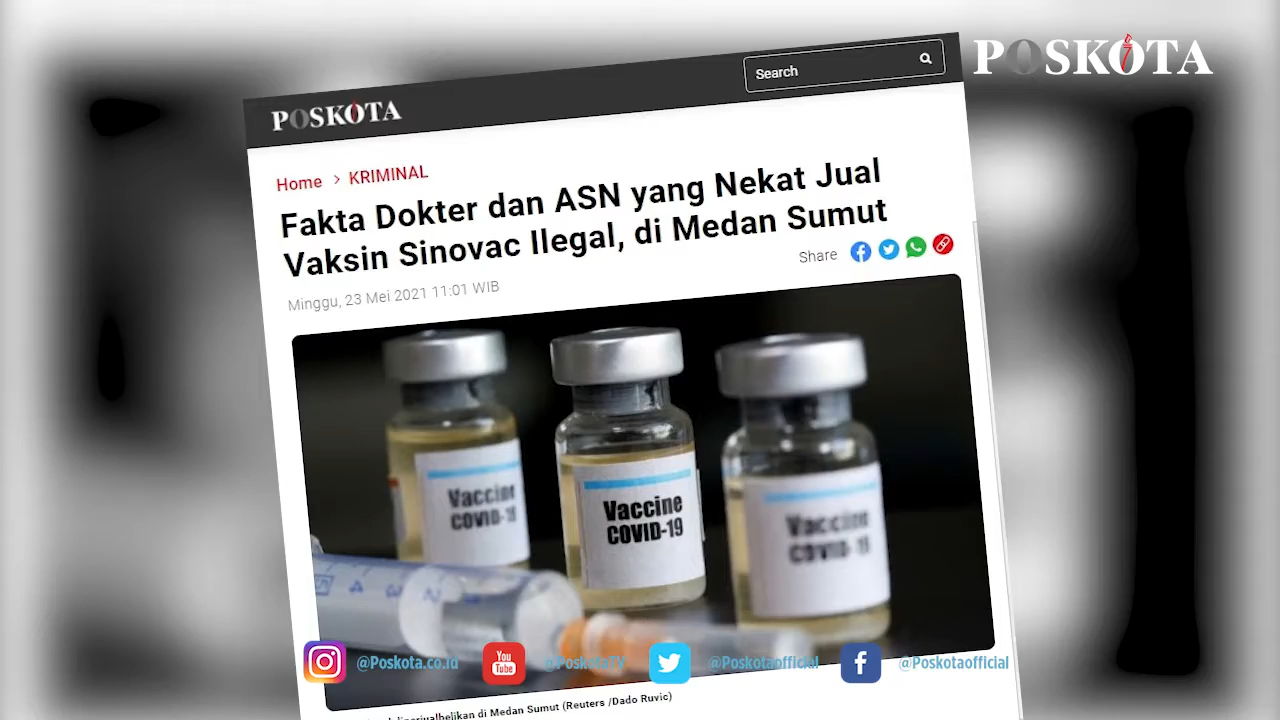 POSKOTA
Search
POSKOTA
Home > KRIMINAL
Fakta Dokter dan ASN yang Nekat Jual
Vaksin Sinovac Ilegal, di Medan Sumut
Share
Minggu, 23 Mei 2021 11:01 WIB
Vaccine
COVID-19
Vaccine
COVID-19
Vaccine
COVID-19
You
Tube
@Poskota.co.id
@PoskotaTV
@Poskotaofficial
@Poskotaofficial
di Medan Sumut (Reuters /Dado Ruvic)